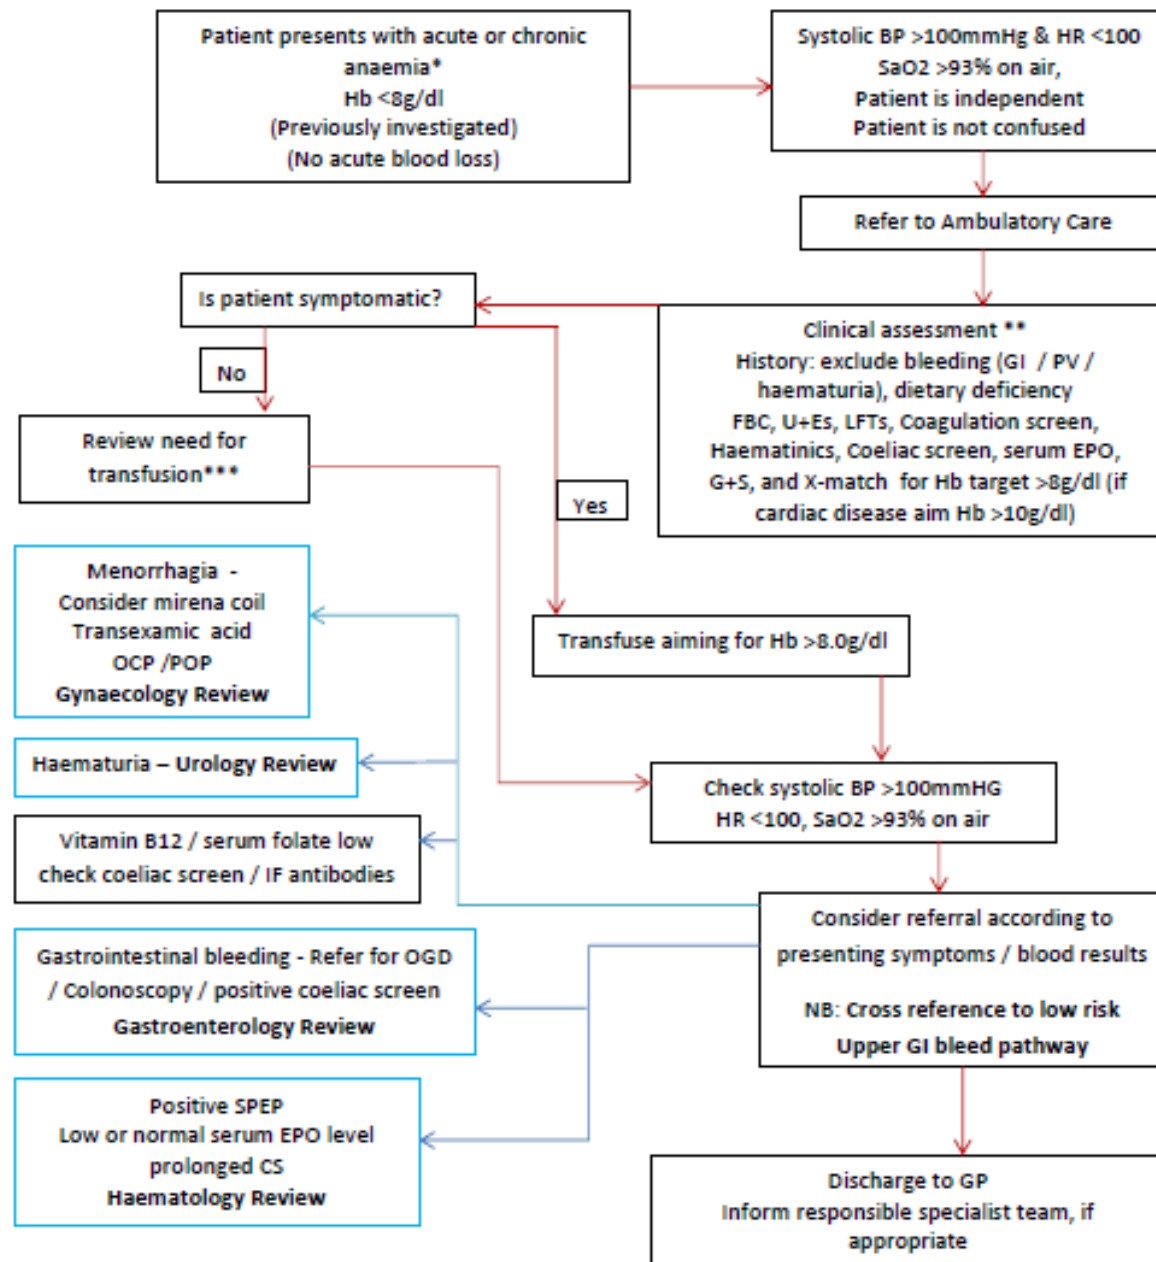 Patient presents with acute or chronic
anaemia*
Hb <8g/dl
(Previously investigated)
(No acute blood loss)
Systolic BP >100mmHg & HR <100
SaO2 >93% on air,
Patient is independent
Patient is not confused
Refer to Ambulatory Care
Is patient symptomatic?
Clinical assessment **
History: exclude bleeding (GI / PV /
haematuria), dietary deficiency
FBC, U+Es, LFTs, Coagulation screen,
Haematinics, Coeliac screen, serum EPO,
G+S, and X-match for Hb target >8g/dl (if
cardiac disease aim Hb >10g/dl)
No
Review need for
transfusion***
Yes
Menorrhagia -
Consider mirena coil
Transexamic acid
OCP /POP
Gynaecology Review
Transfuse aiming for Hb >8.0g/dl
Haematuria – Urology Review
Check systolic BP >100mmHG
HR <100, SaO2 >93% on air
Vitamin B12 / serum folate low
check coeliac screen / IF antibodies
Consider referral according to
presenting symptoms / blood results
NB: Cross reference to low risk
Upper GI bleed pathway
Gastrointestinal bleeding - Refer for OGD
/ Colonoscopy / positive coeliac screen
Gastroenterology Review
Positive SPEP
Low or normal serum EPO level
prolonged CS
Haematology Review
Discharge to GP
Inform responsible specialist team, if
appropriate